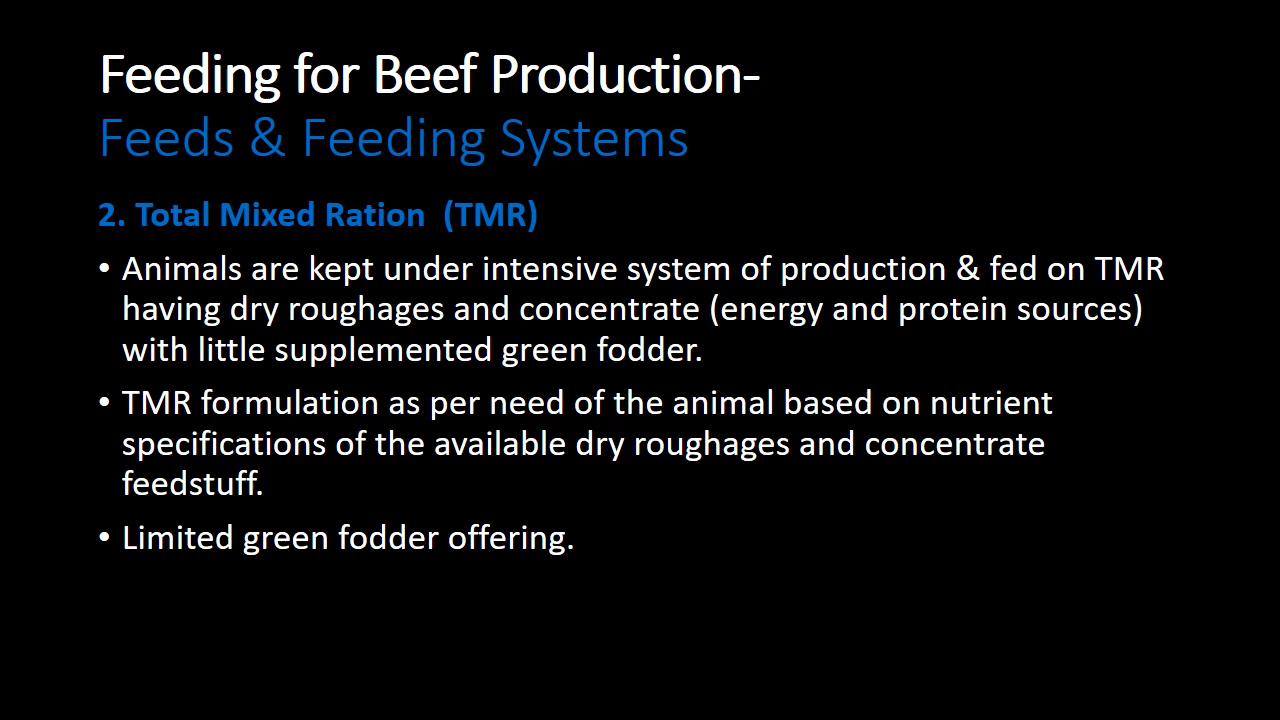 Feeding for Beef Production-
Feeds & Feeding Systems
2. Total Mixed Ration  (TMR)
• Animals are kept under intensive system of production & fed on TMR
having dry roughages and concentrate (energy and protein sources)
with little supplemented green fodder.
• TMR formulation as per need of the animal based on nutrient
specifications of the available dry roughages and concentrate
feedstuff.
• Limited green fodder offering.